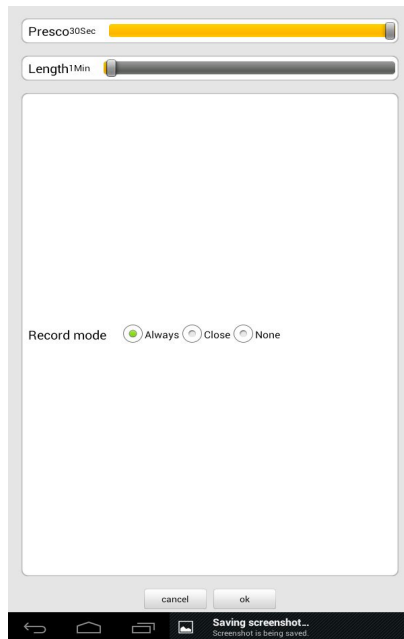 Presco30Sec
Length1Min
Record mode Always Close None
cancel ok
Saving screenshot...
Screenshot is being saved.